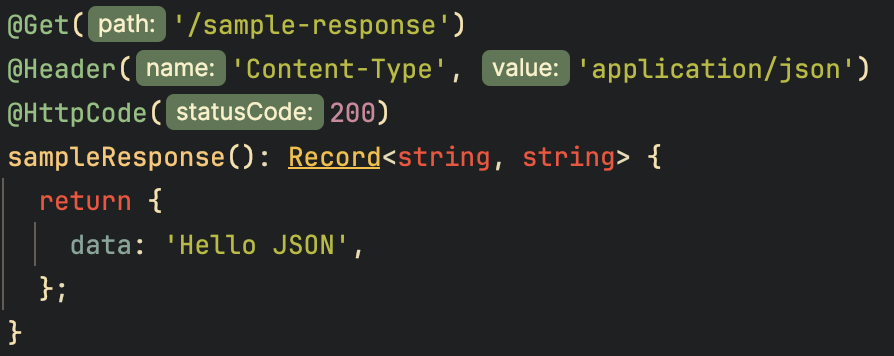 @Get(path: '/sample-response')
@Header(name: 'Content-Type', value: 'application/json')
@HttpCode(statusCode: 200)
sampleResponse(): Record<string, string> {
  return {
    data: 'Hello JSON',
  };
}